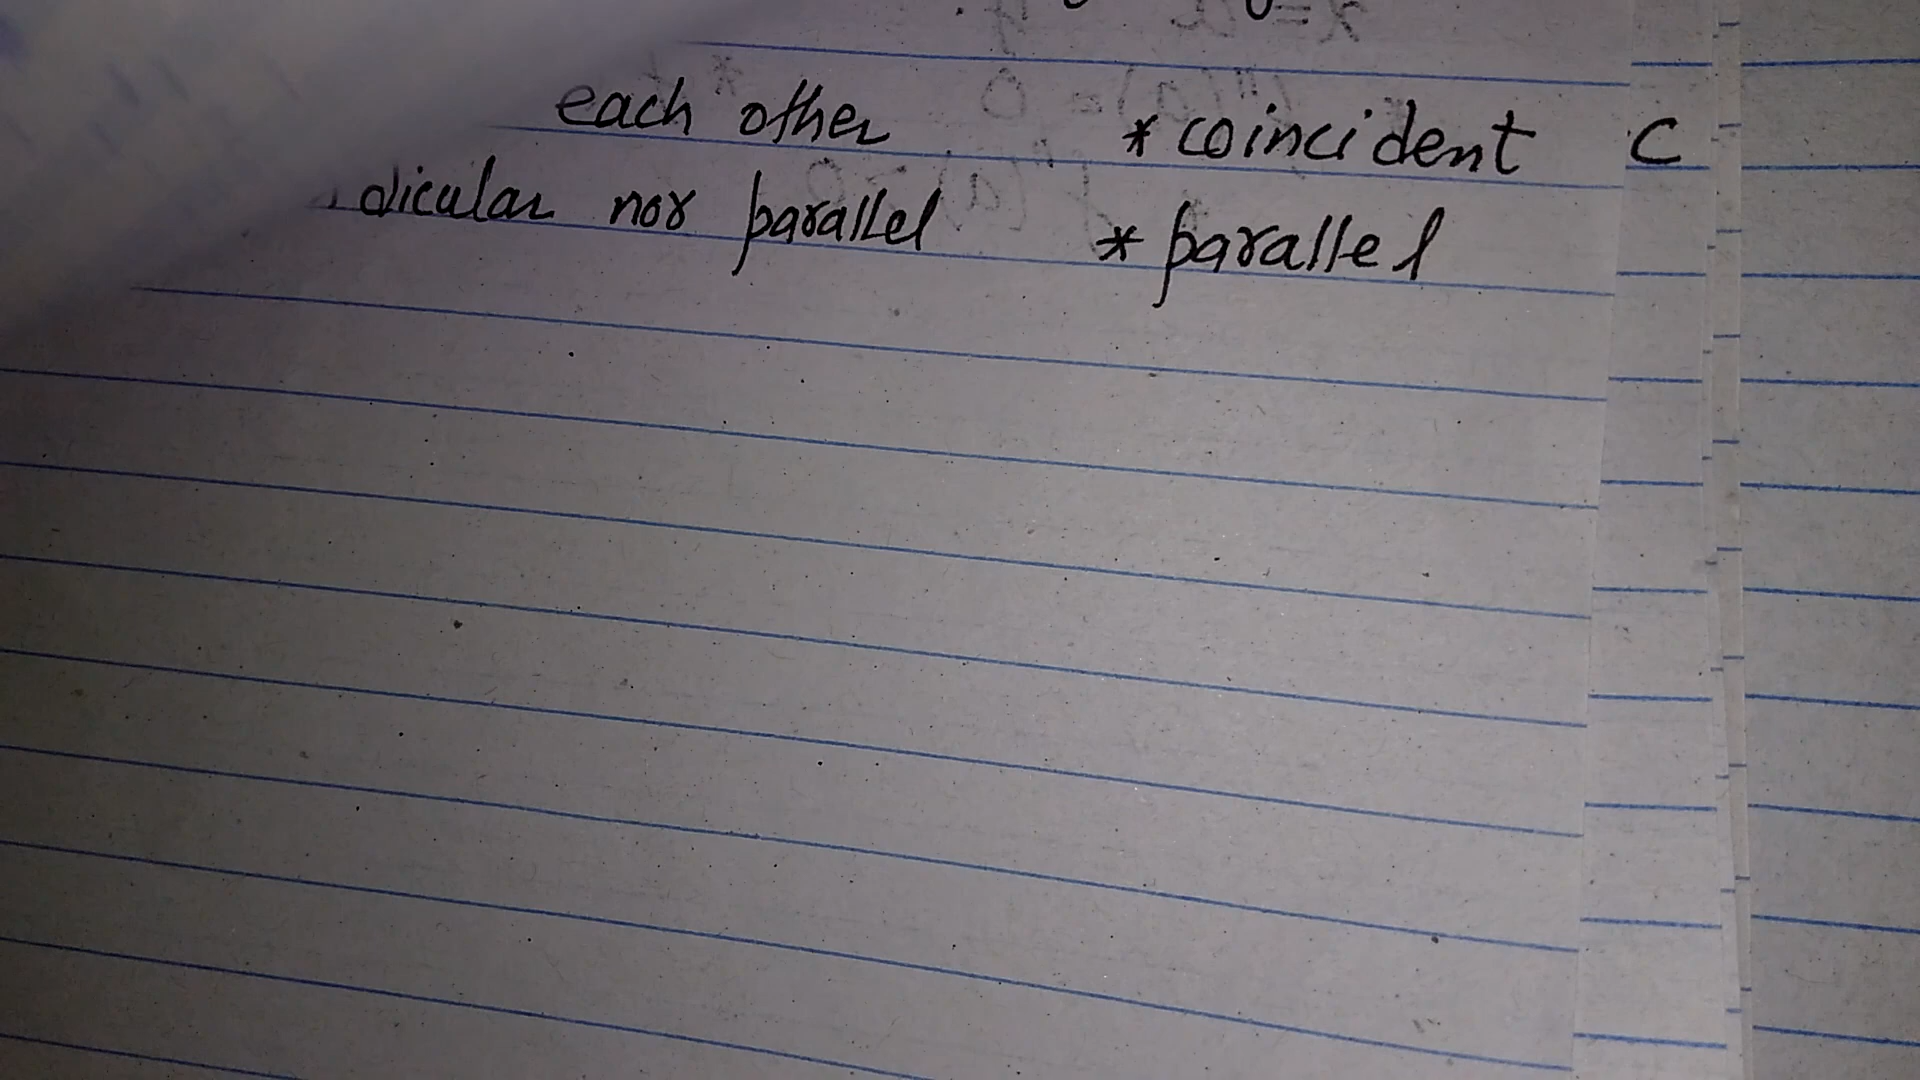 each other * coincident C
dicular nor parallel * parallel